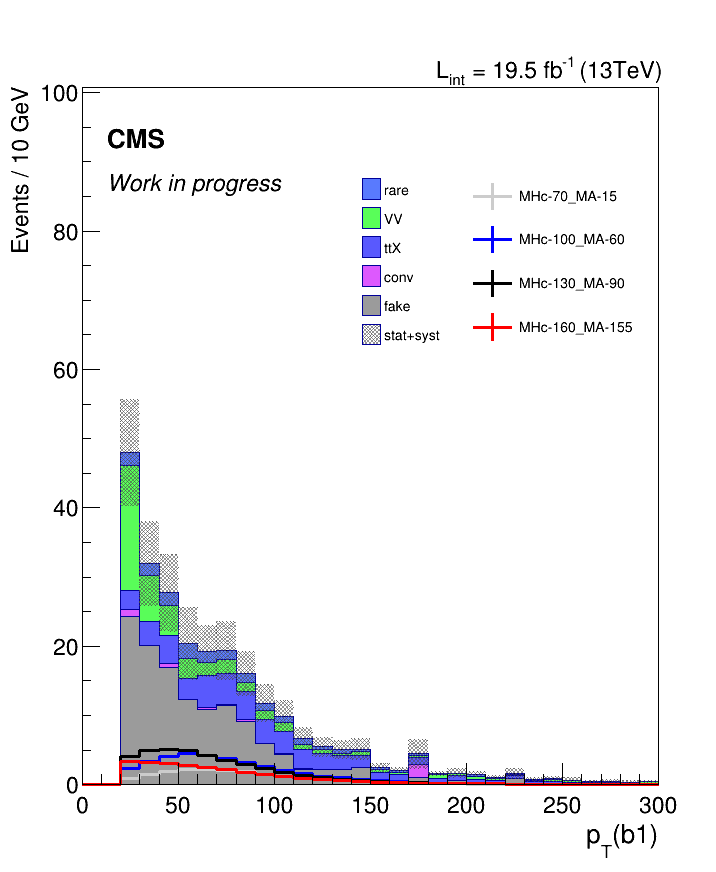 L_int = 19.5 fb^-1 (13TeV)
Events / 10 GeV
CMS
Work in progress
rare
VV
ttX
conv
fake
stat+syst
MHc-70_MA-15
MHc-100_MA-60
MHc-130_MA-90
MHc-160_MA-155
100
80
60
40
20
0
0 50 100 150 200 250 300
p_T(b1)